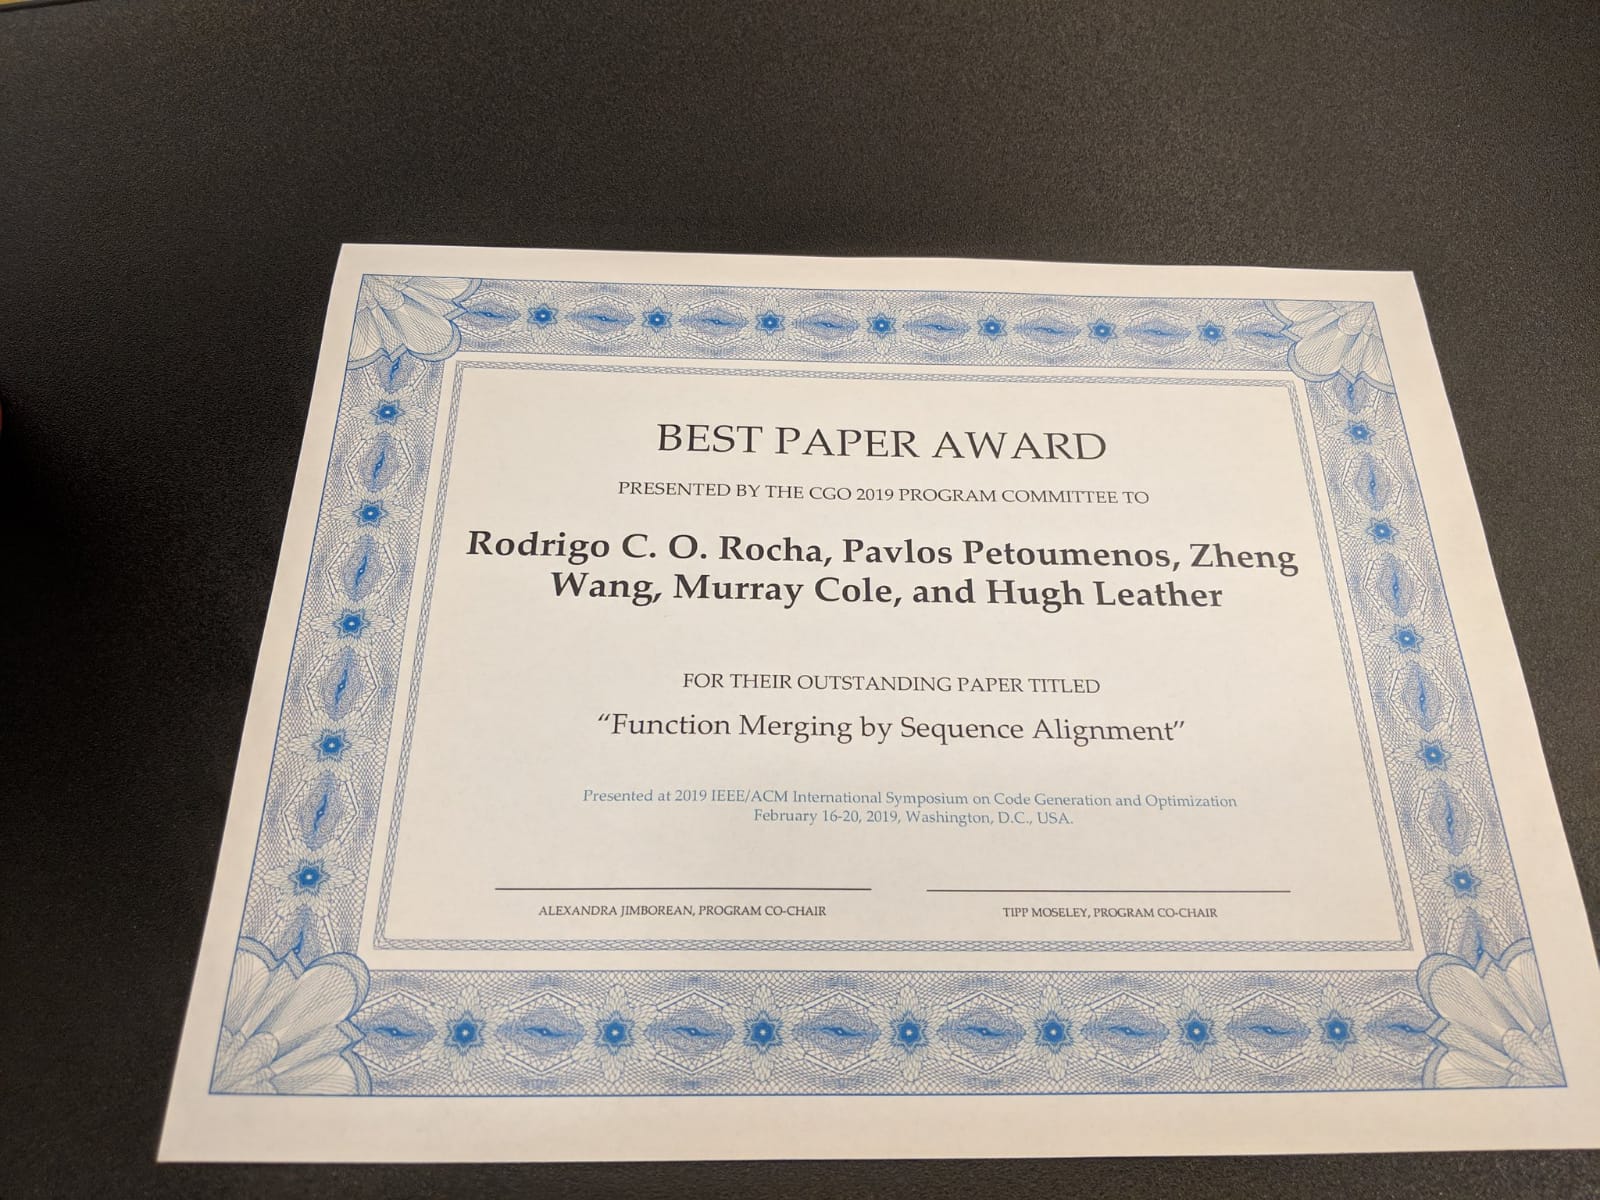 BEST PAPER AWARD
PRESENTED BY THE CGO 2019 PROGRAM COMMITTEE TO
Rodrigo C. O. Rocha, Pavlos Petoumenos, Zheng
Wang, Murray Cole, and Hugh Leather
FOR THEIR OUTSTANDING PAPER TITLED
“Function Merging by Sequence Alignment”
Presented at 2019 IEEE/ACM International Symposium on Code Generation and Optimization
February 16-20, 2019, Washington, D.C., USA.
ALEXANDRA JIMBOREAN, PROGRAM CO-CHAIR
TIPP MOSELEY, PROGRAM CO-CHAIR